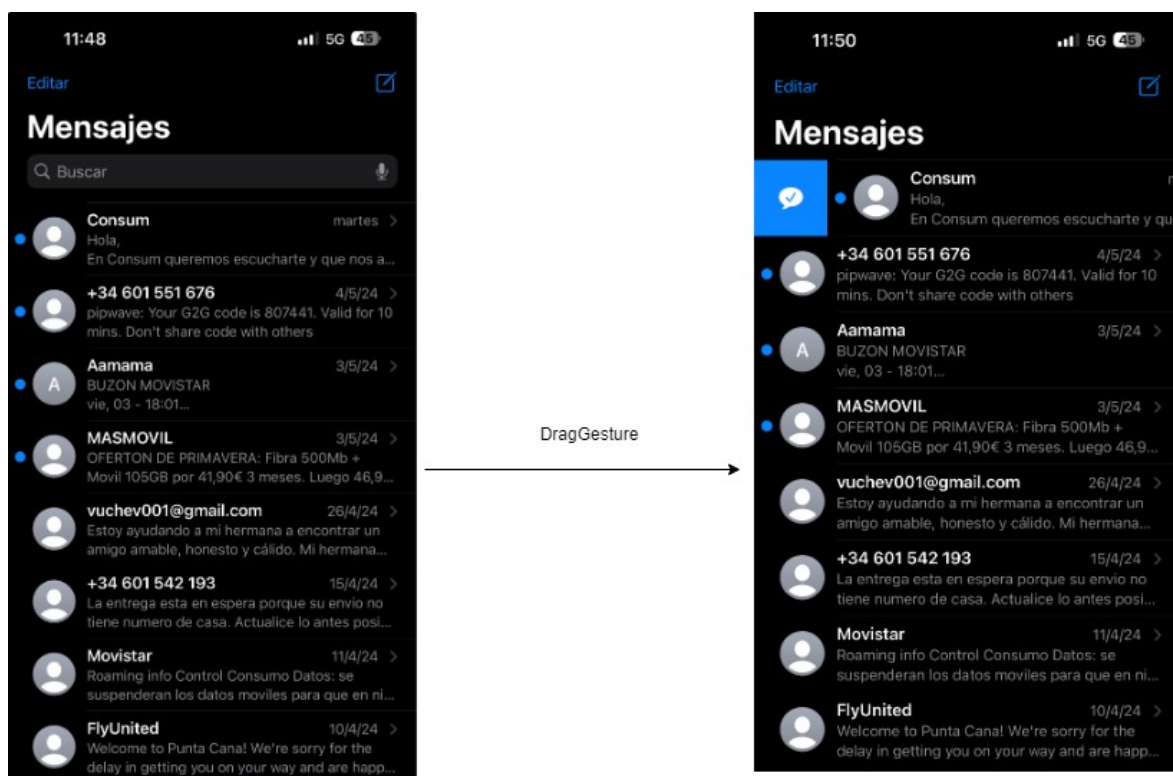 11:48
5G 45
Editar
Mensajes
Buscar
Consum martes
Hola,
En Consum queremos escucharte y que nos a...
+34 601 551 676 4/5/24
pipwave: Your G2G code is 807441. Valid for 10
mins. Don't share code with others
Aamama 3/5/24
A
BUZON MOVISTAR
vie, 03 - 18:01...
MASMOVIL 3/5/24
OFERTON DE PRIMAVERA: Fibra 500Mb +
Movil 105GB por 41,90€ 3 meses. Luego 46,9...
vuchev001@gmail.com 26/4/24
Estoy ayudando a mi hermana a encontrar un
amigo amable, honesto y cálido. Mi hermana...
+34 601 542 193 15/4/24
La entrega esta en espera porque su envio no
tiene numero de casa. Actualice lo antes posi...
Movistar 11/4/24
Roaming info Control Consumo Datos: se
suspenderan los datos moviles para que en ni...
FlyUnited 10/4/24
Welcome to Punta Cana! We're sorry for the
delay in getting you on your way and are happ...
DragGesture
11:50
5G 45
Editar
Mensajes
Consum
Hola,
En Consum queremos escucharte y qu
+34 601 551 676 4/5/24
pipwave: Your G2G code is 807441. Valid for 10
mins. Don't share code with others
Aamama 3/5/24
A
BUZON MOVISTAR
vie, 03 - 18:01...
MASMOVIL 3/5/24
OFERTON DE PRIMAVERA: Fibra 500Mb +
Movil 105GB por 41,90€ 3 meses. Luego 46,9...
vuchev001@gmail.com 26/4/24
Estoy ayudando a mi hermana a encontrar un
amigo amable, honesto y cálido. Mi hermana...
+34 601 542 193 15/4/24
La entrega esta en espera porque su envio no
tiene numero de casa. Actualice lo antes posi...
Movistar 11/4/24
Roaming info Control Consumo Datos: se
suspenderan los datos moviles para que en ni...
FlyUnited 10/4/24
Welcome to Punta Cana! We're sorry for the
delay in getting you on your way and are happ...